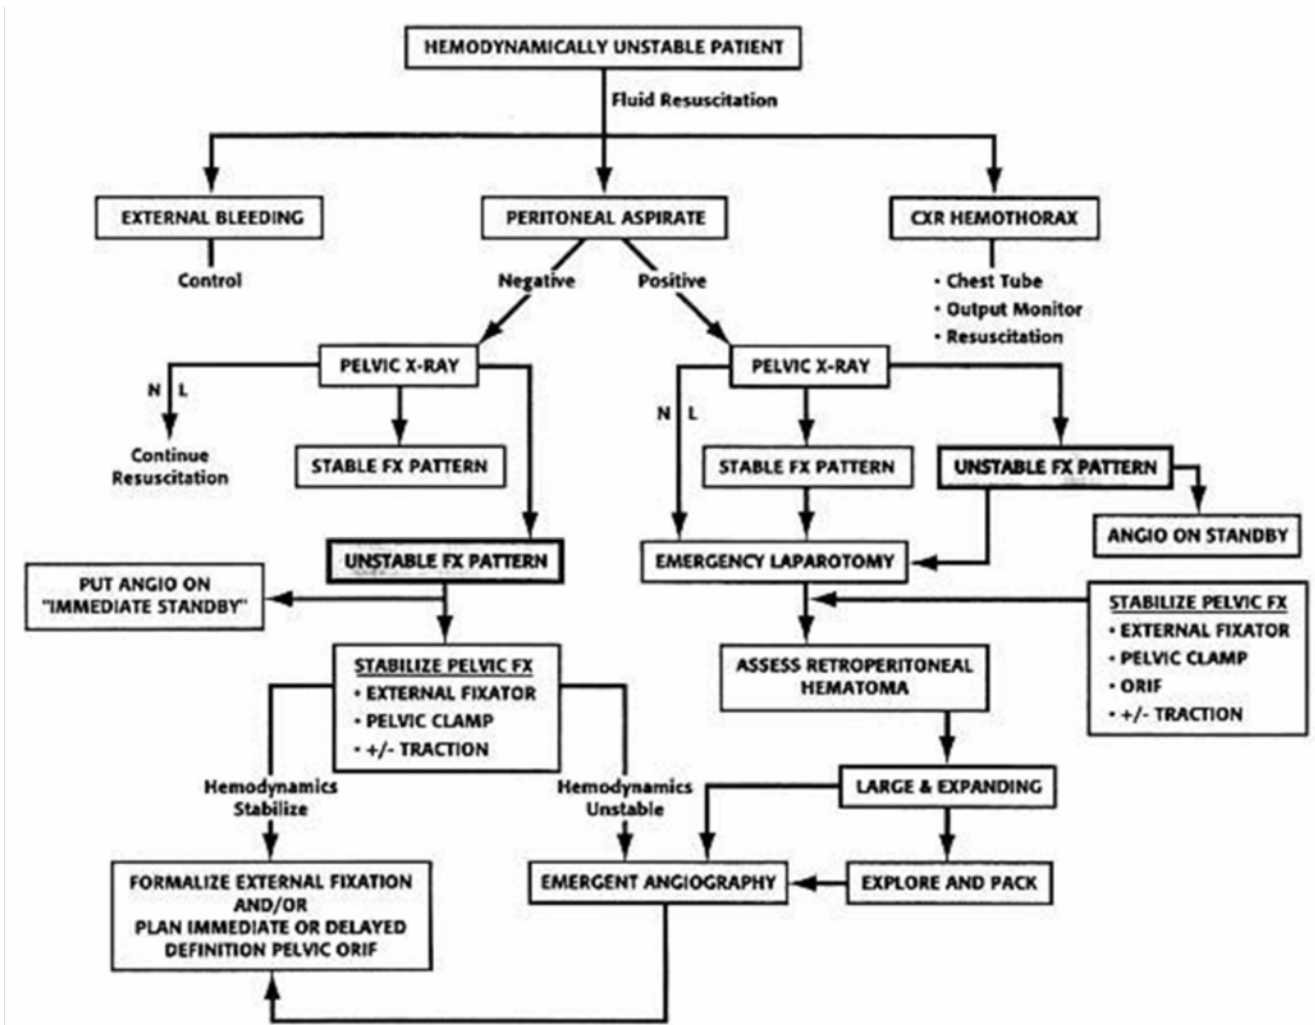 HEMODYNAMICALLY UNSTABLE PATIENT
Fluid Resuscitation
EXTERNAL BLEEDING
PERITONEAL ASPIRATE
CXR HEMOTHORAX
Control
Negative
Positive
• Chest Tube
• Output Monitor
• Resuscitation
PELVIC X-RAY
PELVIC X-RAY
N L
N L
Continue
Resuscitation
STABLE FX PATTERN
STABLE FX PATTERN
UNSTABLE FX PATTERN
ANGIO ON STANDBY
UNSTABLE FX PATTERN
EMERGENCY LAPAROTOMY
PUT ANGIO ON
"IMMEDIATE STANDBY"
STABILIZE PELVIC FX
• EXTERNAL FIXATOR
• PELVIC CLAMP
• ORIF
• +/- TRACTION
STABILIZE PELVIC FX
• EXTERNAL FIXATOR
• PELVIC CLAMP
• +/- TRACTION
ASSESS RETROPERITONEAL
HEMATOMA
Hemodynamics
Stabilize
Hemodynamics
Unstable
LARGE & EXPANDING
FORMALIZE EXTERNAL FIXATION
AND/OR
PLAN IMMEDIATE OR DELAYED
DEFINITION PELVIC ORIF
EMERGENT ANGIOGRAPHY
EXPLORE AND PACK